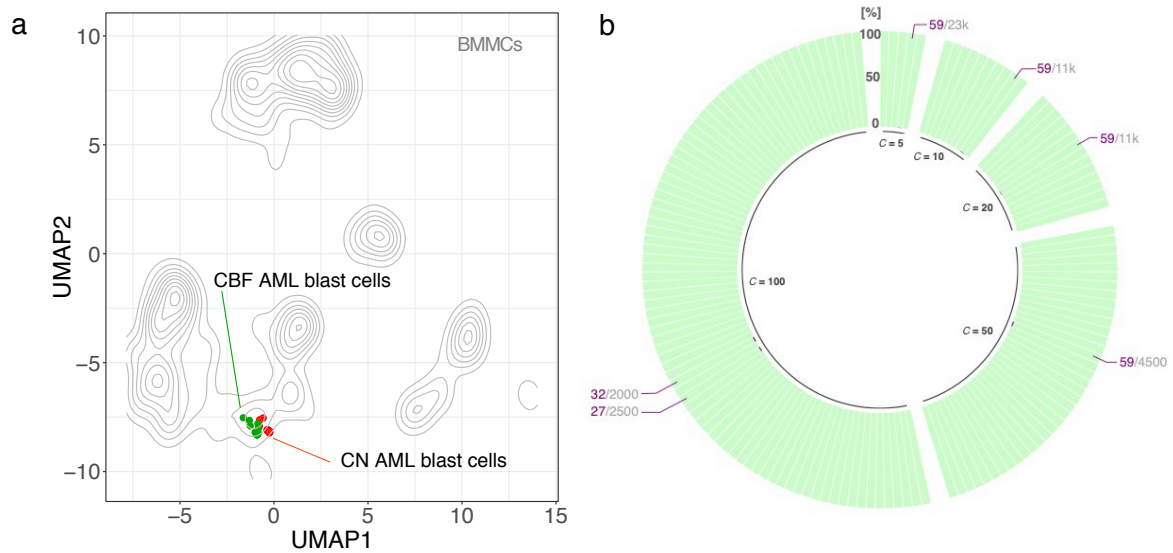 a
BMMCs
10
5
0
−5
−10
UMAP2
CBF AML blast cells
CN AML blast cells
−5
0
5
10
15
UMAP1
b
[%]
100
50
0
59/23k
59/11k
59/11k
59/4500
32/2000
27/2500
C = 5
C = 10
C = 20
C = 50
C = 100